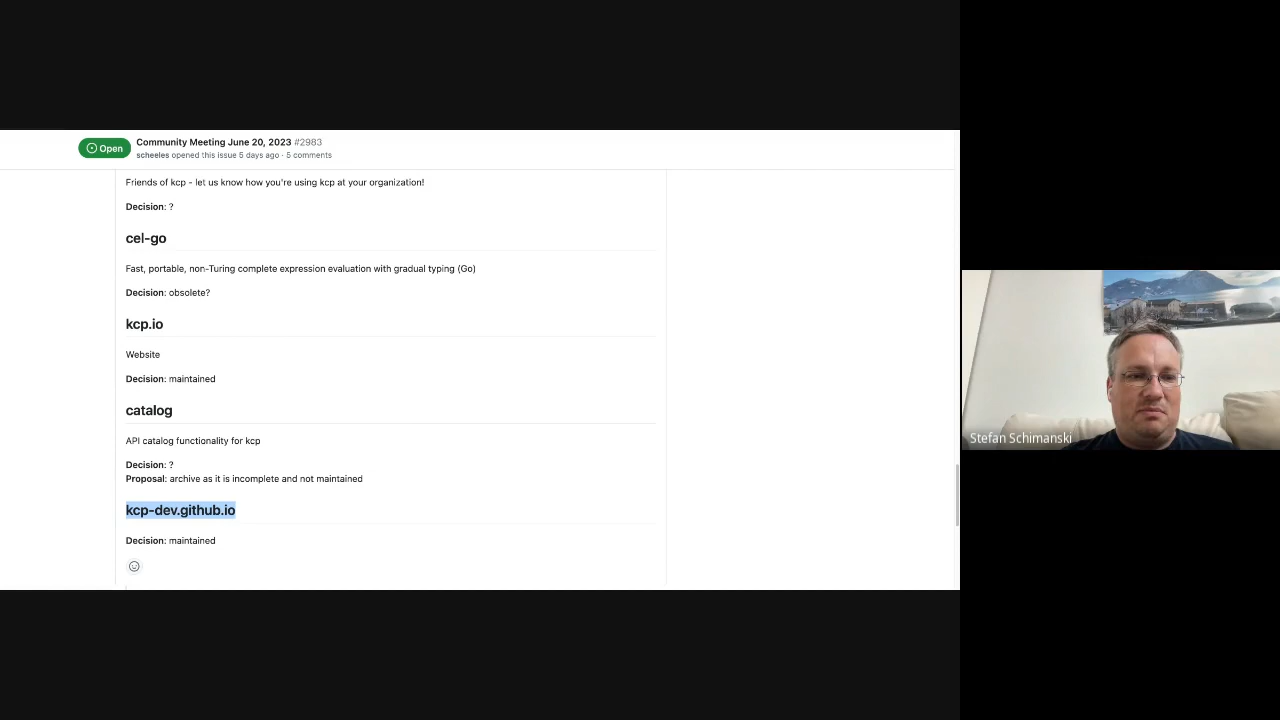 Open
Community Meeting June 20, 2023 #2983
scheeles opened this issue 5 days ago · 5 comments
Friends of kcp - let us know how you're using kcp at your organization!
Decision: ?
cel-go
Fast, portable, non-Turing complete expression evaluation with gradual typing (Go)
Decision: obsolete?
kcp.io
Website
Decision: maintained
catalog
API catalog functionality for kcp
Decision: ?
Proposal: archive as it is incomplete and not maintained
kcp-dev.github.io
Decision: maintained
Stefan Schimanski